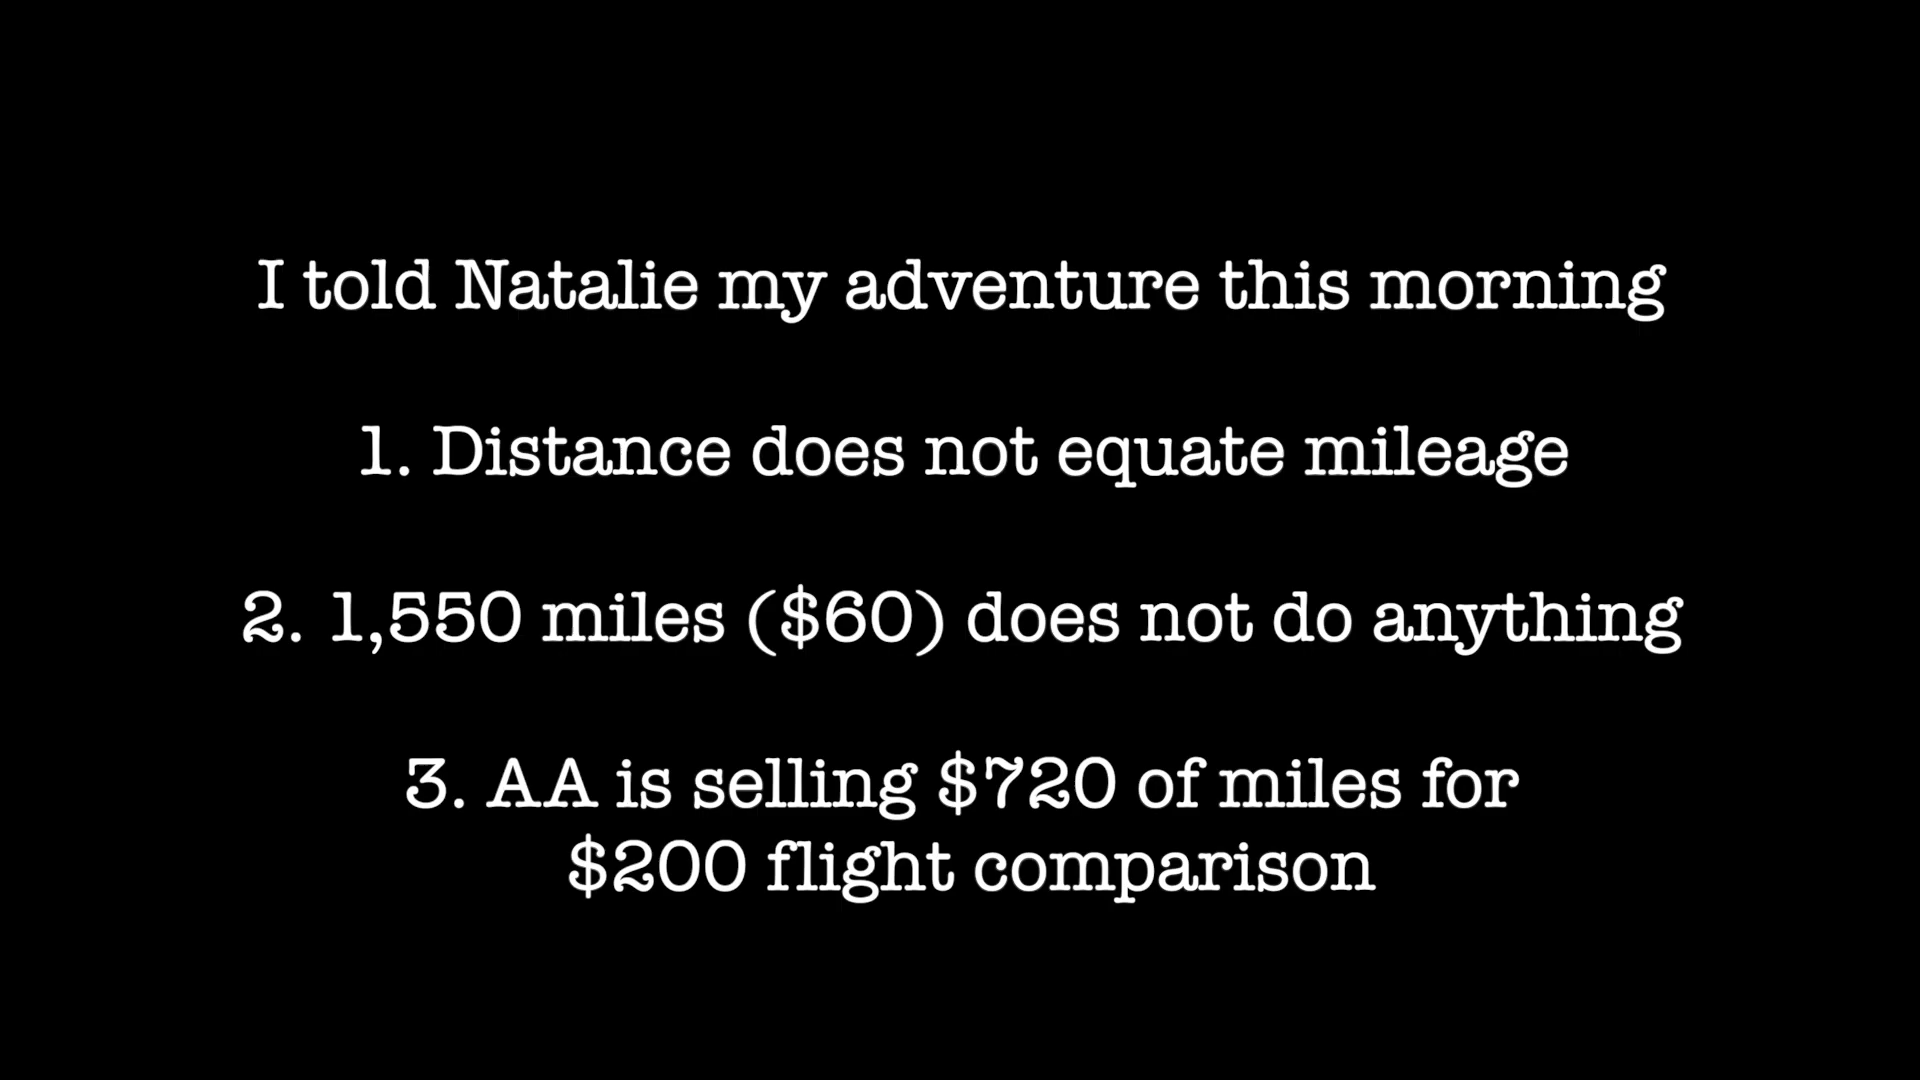 I told Natalie my adventure this morning
1. Distance does not equate mileage
2. 1,550 miles ($60) does not do anything
3. AA is selling $720 of miles for
$200 flight comparison